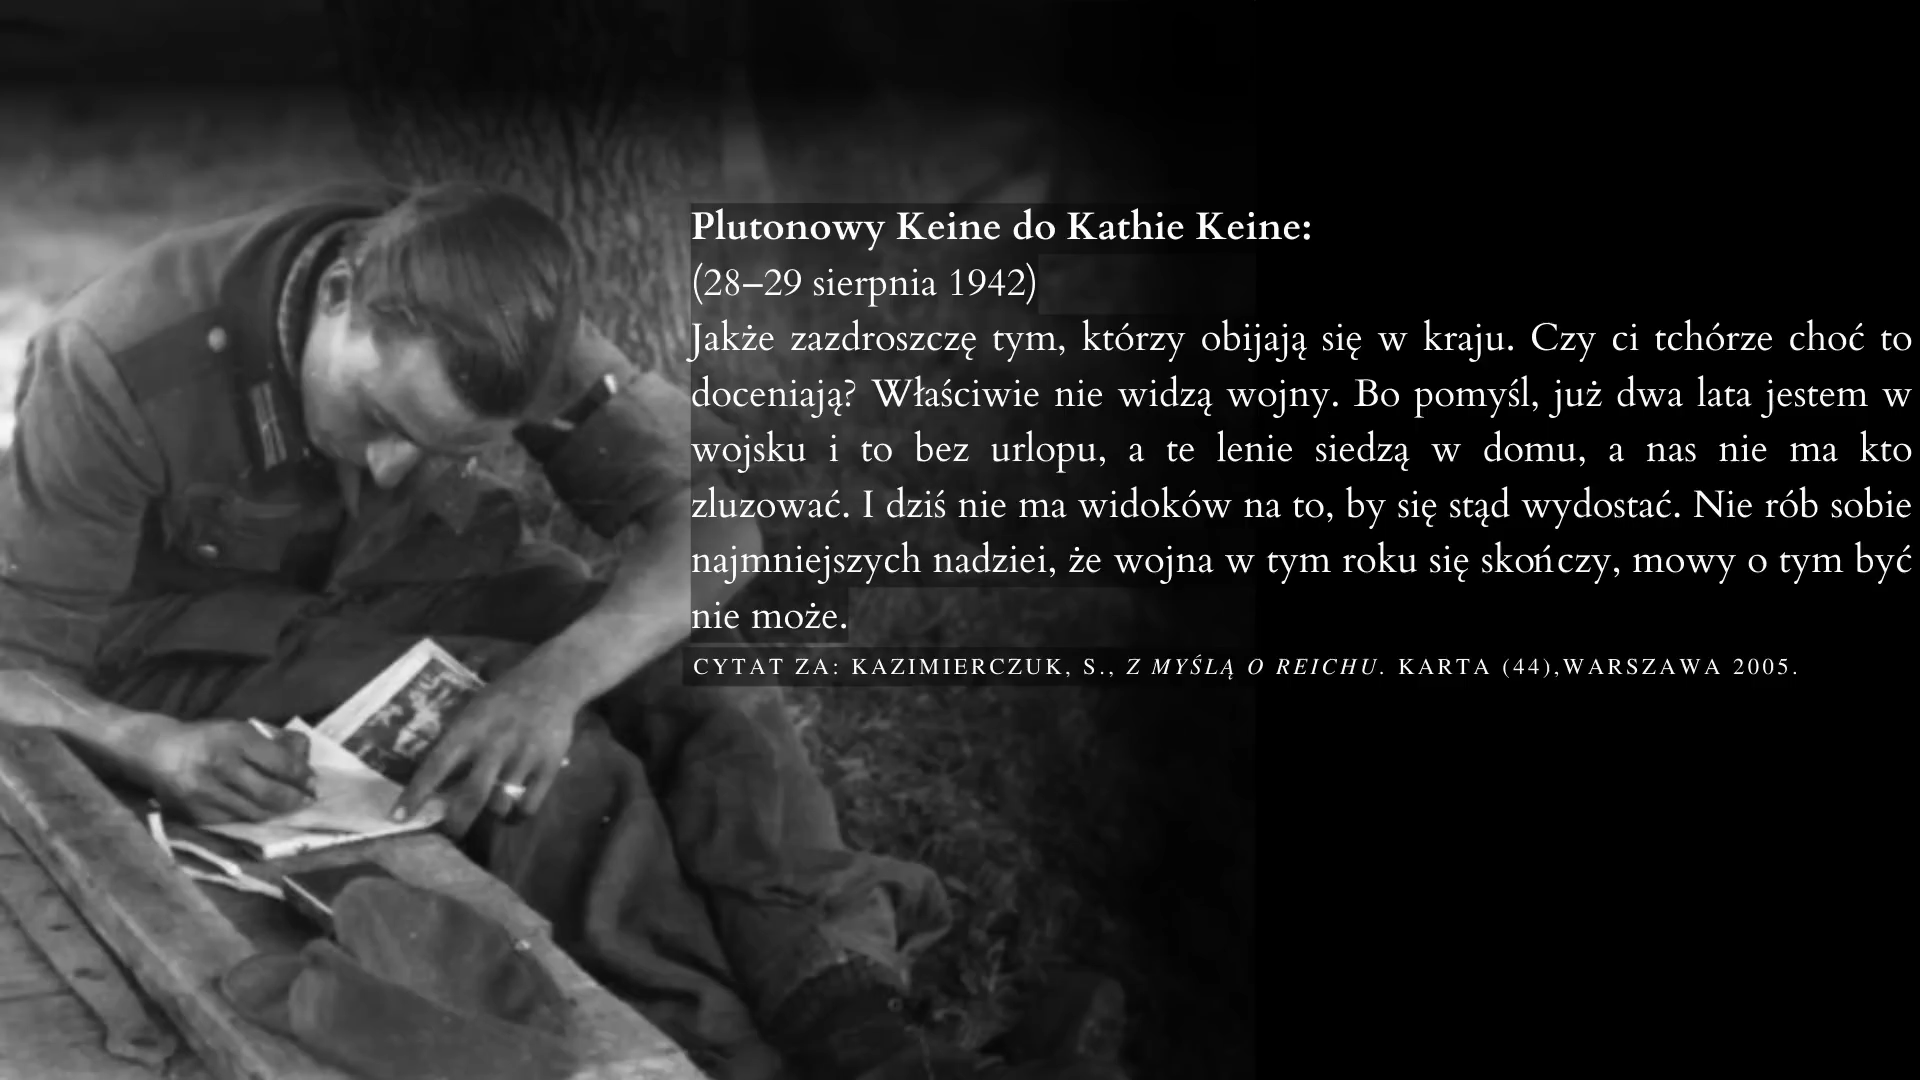 Plutonowy Keine do Kathie Keine:
(28–29 sierpnia 1942)
Jakże zazdroszczę tym, którzy obijają się w kraju. Czy ci tchórze choć to
doceniają? Właściwie nie widzą wojny. Bo pomyśl, już dwa lata jestem w
wojsku i to bez urlopu, a te lenie siedzą w domu, a nas nie ma kto
zluzować. I dziś nie ma widoków na to, by się stąd wydostać. Nie rób sobie
najmniejszych nadziei, że wojna w tym roku się skończy, mowy o tym być
nie może.
CYTAT ZA: KAZIMIERCZUK, S., Z MYŚLĄ O REICHU. KARTA (44),WARSZAWA 2005.